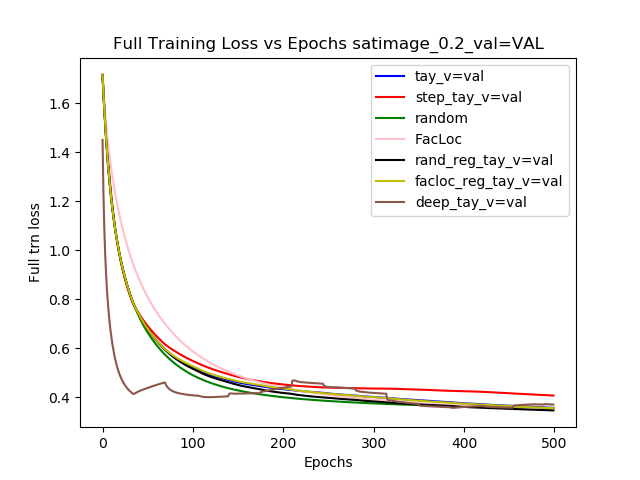 Full Training Loss vs Epochs satimage_0.2_val=VAL
Full trn loss
1.6
1.4
1.2
1.0
0.8
0.6
0.4
tay_v=val
step_tay_v=val
random
FacLoc
rand_reg_tay_v=val
facloc_reg_tay_v=val
deep_tay_v=val
0 100 200 300 400 500
Epochs